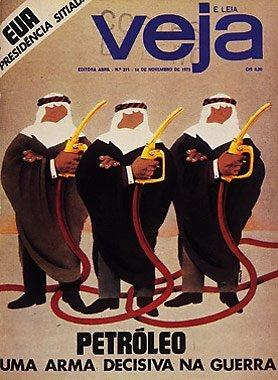 EUA
PRESIDÊNCIA SITIADA
E LEIA
veja
EDITORA ABRIL - N.º 271 - 14 DE NOVEMBRO DE 1973
Cr$
PETRÓLEO
UMA ARMA DECISIVA NA GUERRA